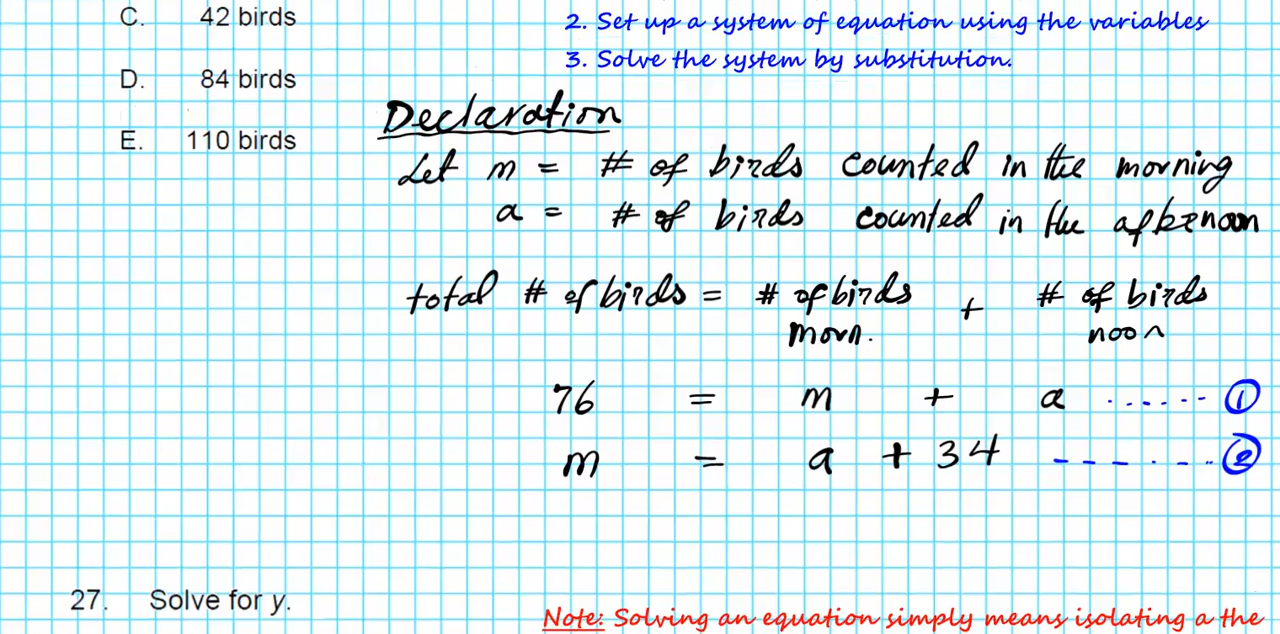 C. 42 birds
2. Set up a system of equation using the variables
3. Solve the system by substitution.
D. 84 birds
Declaration
E. 110 birds
Let m = # of birds counted in the morning
a = # of birds counted in the afternoon
total # of birds = # of birds morn. + # of birds noon
76 = m + a ...... ①
m = a + 34 ------ ②
27. Solve for y.
Note: Solving an equation simply means isolating a the